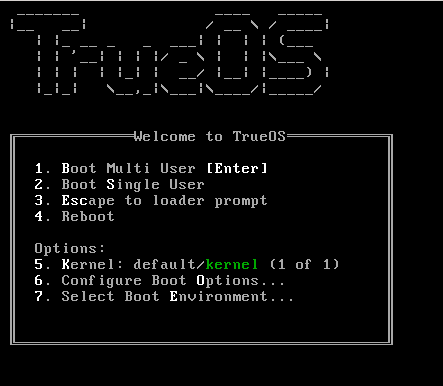 TrueOS
Welcome to TrueOS
1. Boot Multi User [Enter]
2. Boot Single User
3. Escape to loader prompt
4. Reboot
Options:
5. Kernel: default/kernel (1 of 1)
6. Configure Boot Options...
7. Select Boot Environment...